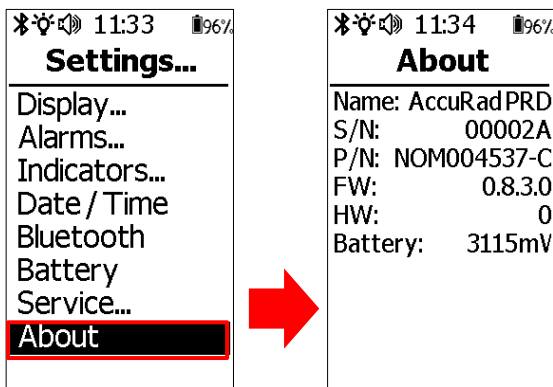 11:33 96%
Settings...
Display...
Alarms...
Indicators...
Date / Time
Bluetooth
Battery
Service...
About
11:34 96%
About
Name: AccuRad PRD
S/N: 00002A
P/N: NOM004537-C
FW: 0.8.3.0
HW: 0
Battery: 3115mV